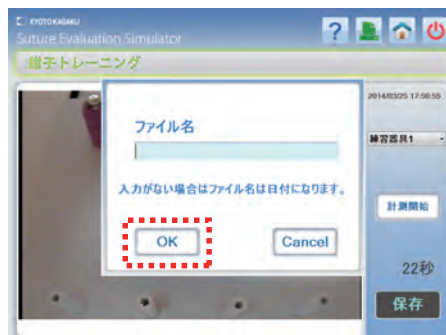 KYOTO KAGAKU
Suture Evaluation Simulator
?
鉗子トレーニング
2014/03/25 17:50:55
ファイル名
練習器具1
入力がない場合はファイル名は日付になります。
計測開始
OK
Cancel
22秒
保存